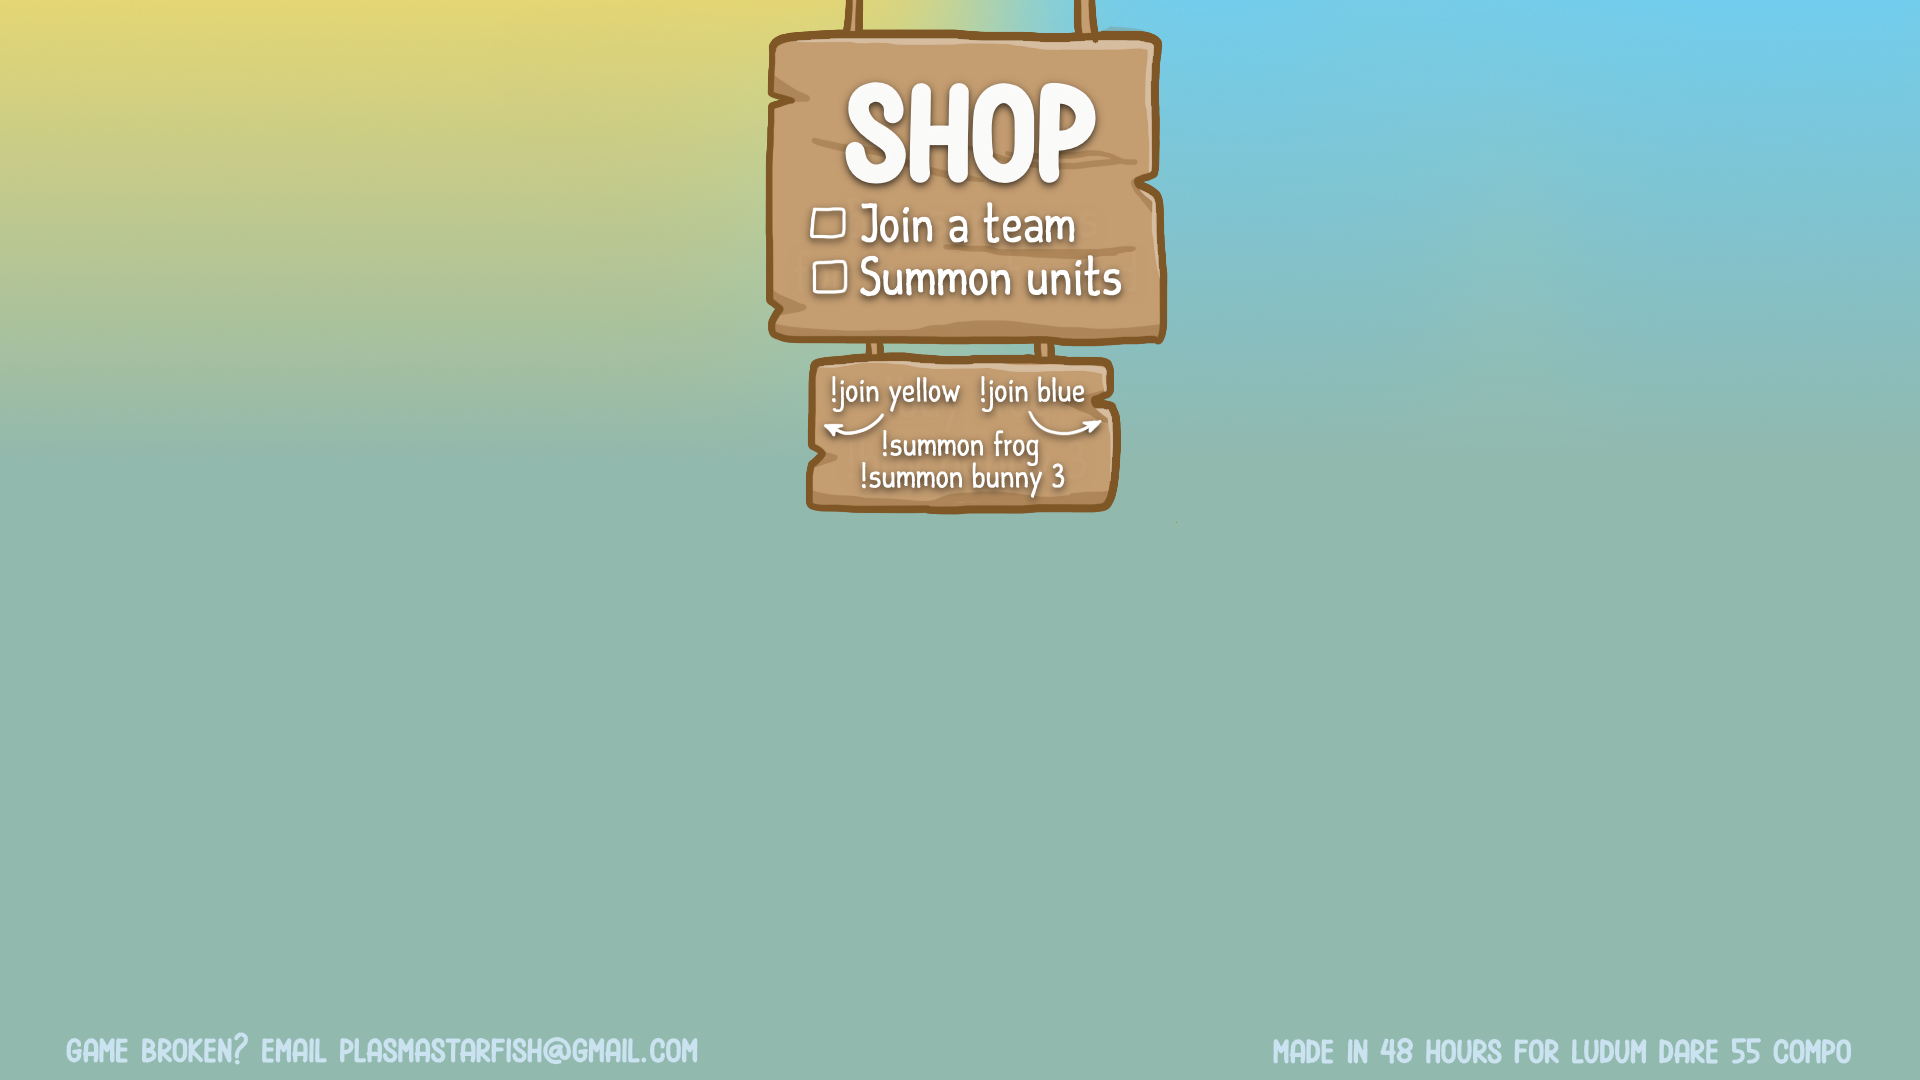 SHOP
Join a team
Summon units
!join yellow !join blue
!summon frog
!summon bunny 3
GAME BROKEN? EMAIL PLASMASTARFISH@GMAIL.COM
MADE IN 48 HOURS FOR LUDUM DARE 55 COMPO